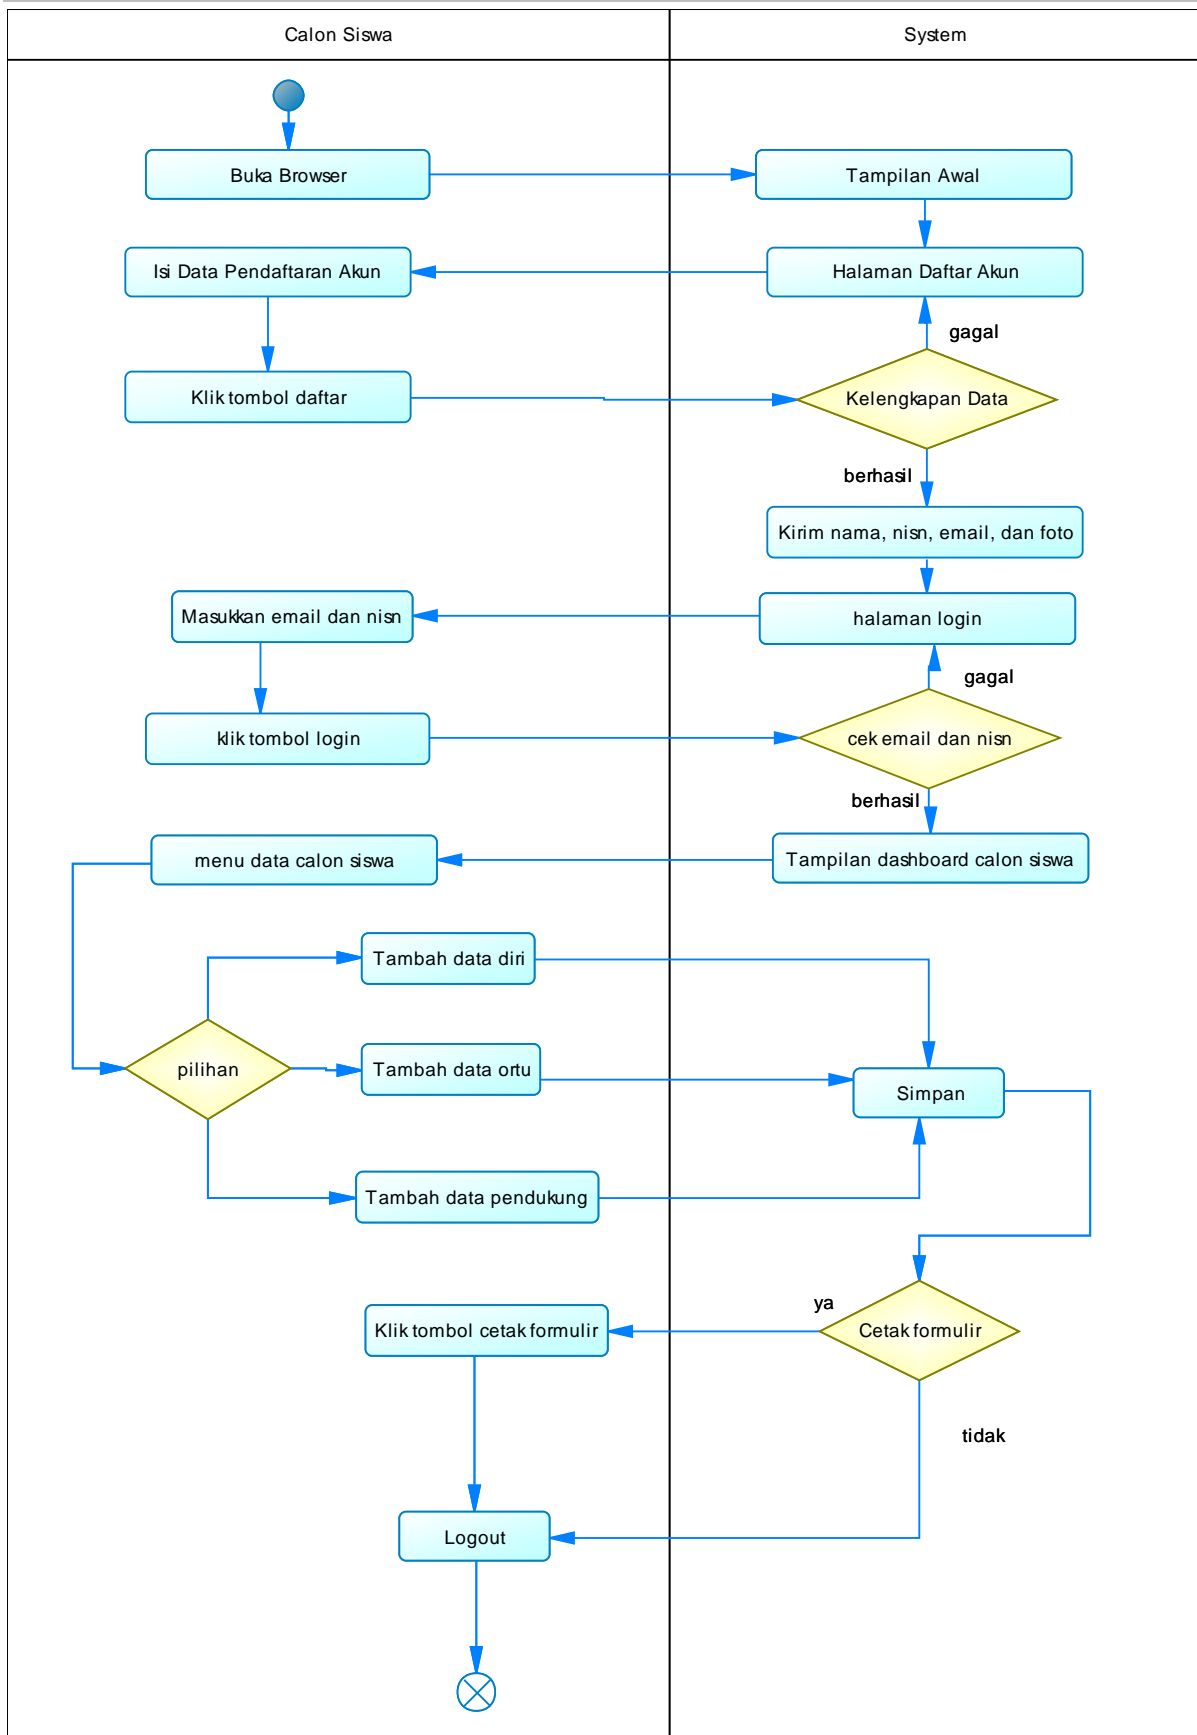 Calon Siswa
System
Buka Browser
Tampilan Awal
Isi Data Pendaftaran Akun
Halaman Daftar Akun
gagal
Klik tombol daftar
Kelengkapan Data
berhasil
Kirim nama, nisn, email, dan foto
Masukkan email dan nisn
halaman login
gagal
klik tombol login
cek email dan nisn
berhasil
menu data calon siswa
Tampilan dashboard calon siswa
Tambah data diri
pilihan
Tambah data ortu
Simpan
Tambah data pendukung
ya
Klik tombol cetak formulir
Cetak formulir
tidak
Logout